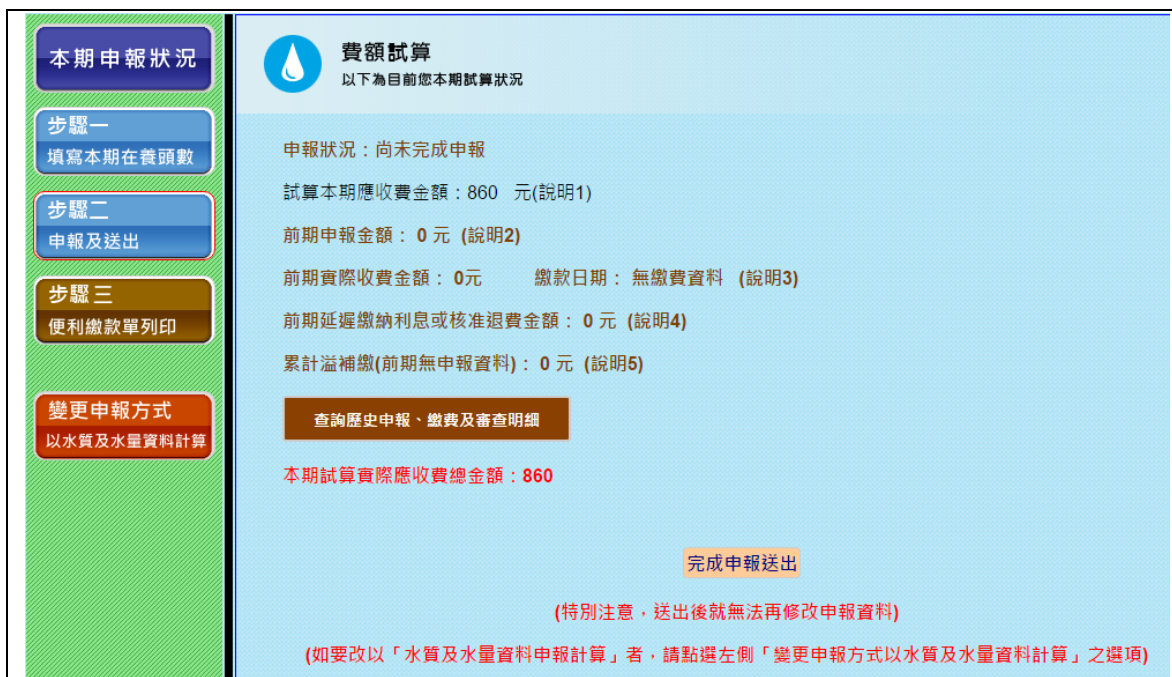 本期申報狀況
步驟一
填寫本期在養頭數
步驟二
申報及送出
步驟三
便利繳款單列印
變更申報方式
以水質及水量資料計算
費額試算
以下為目前您本期試算狀況
申報狀況：尚未完成申報
試算本期應收費金額：860 元(說明1)
前期申報金額： 0 元 (說明2)
前期實際收費金額： 0元 繳款日期： 無繳費資料 (說明3)
前期延遲繳納利息或核准退費金額： 0 元 (說明4)
累計溢補繳(前期無申報資料)： 0 元 (說明5)
查詢歷史申報、繳費及審查明細
本期試算實際應收費總金額：860
完成申報送出
(特別注意，送出後就無法再修改申報資料)
(如要改以「水質及水量資料申報計算」者，請點選左側「變更申報方式以水質及水量資料計算」之選項)